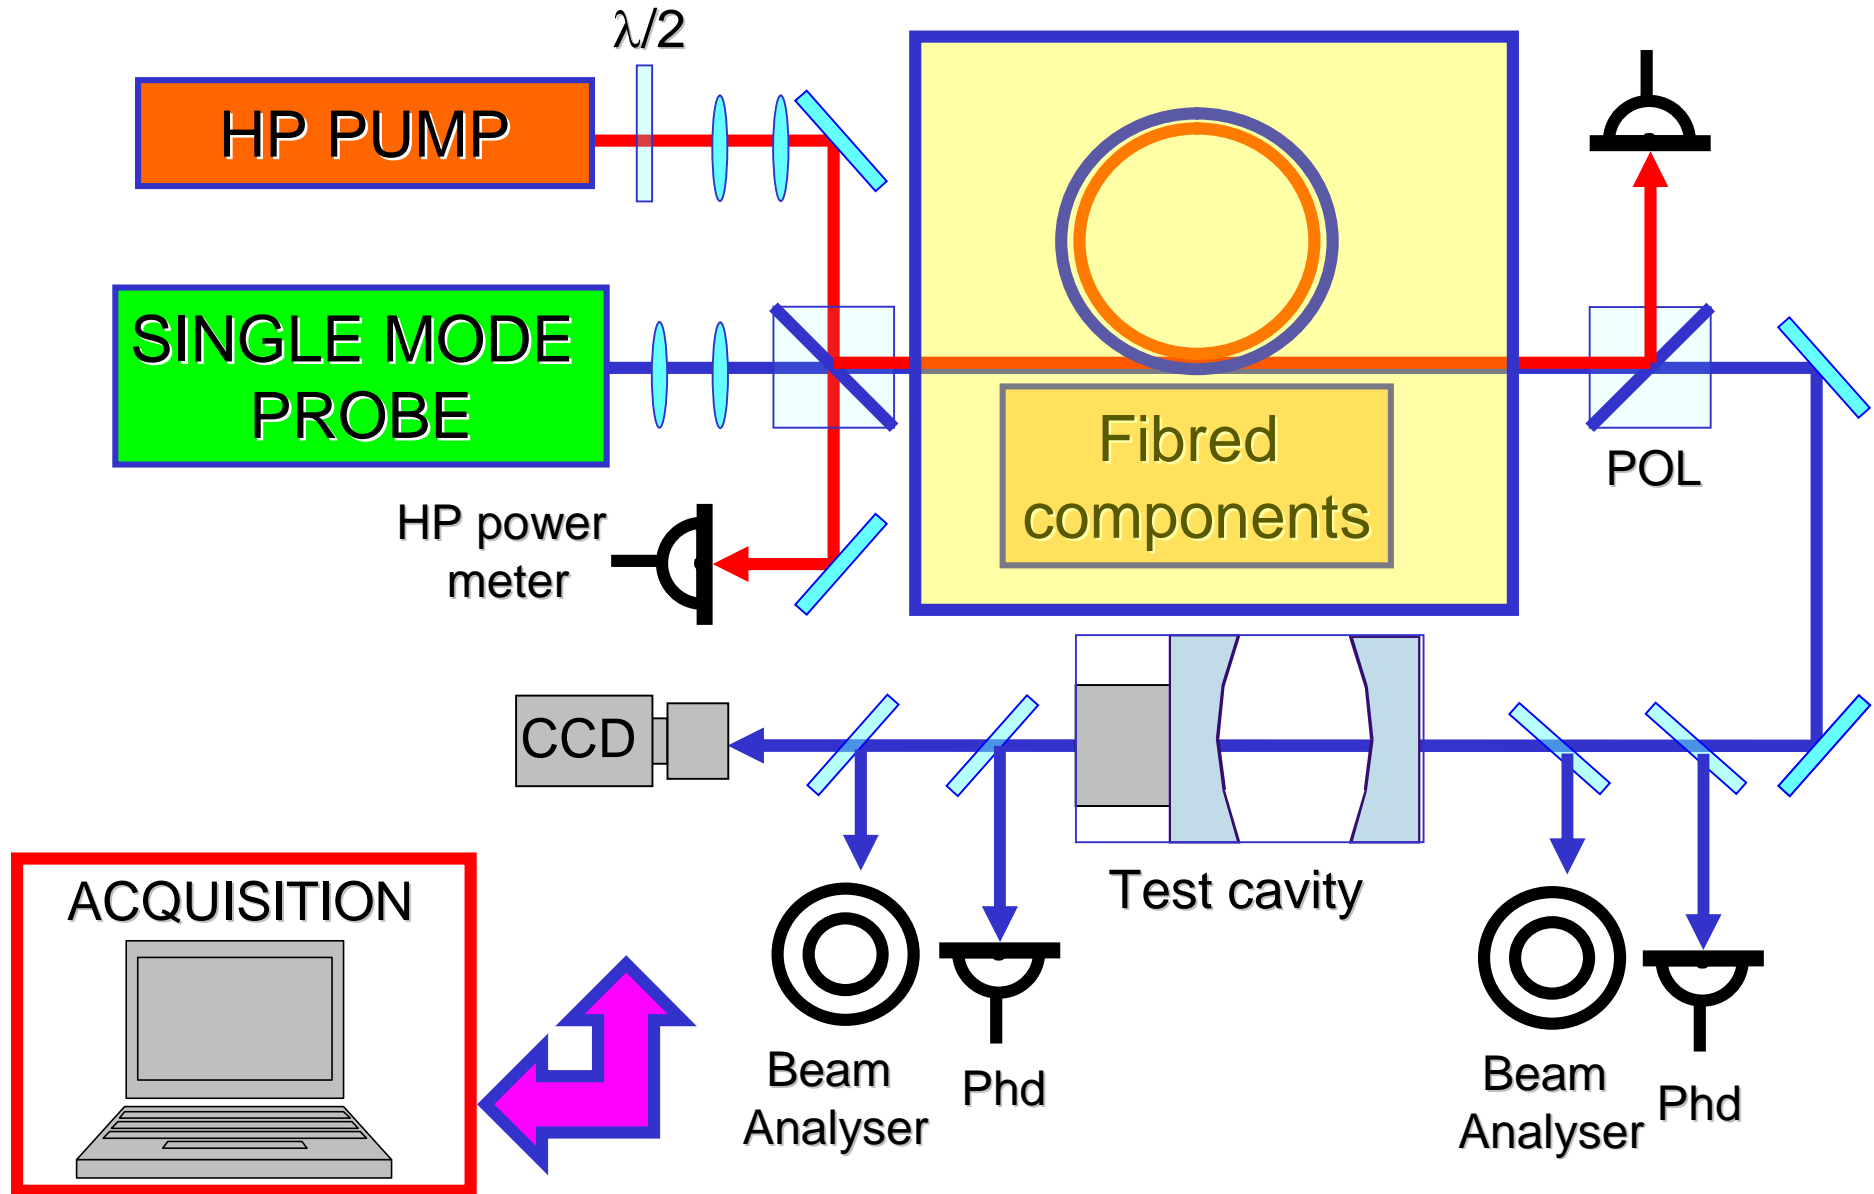 λ/2
HP PUMP
SINGLE MODE
PROBE
HP power
meter
Fibred
components
POL
CCD
Test cavity
ACQUISITION
Beam
Analyser
Phd
Beam
Analyser
Phd